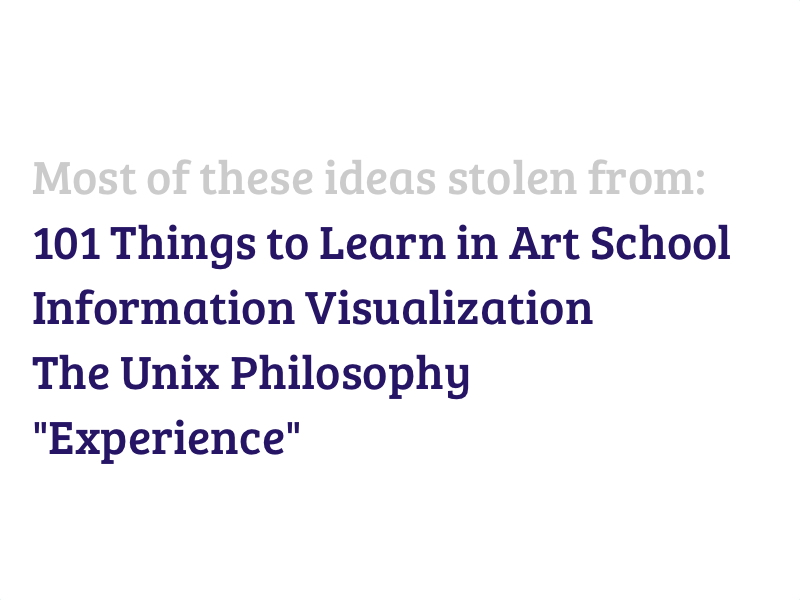 Most of these ideas stolen from:
101 Things to Learn in Art School
Information Visualization
The Unix Philosophy
"Experience"